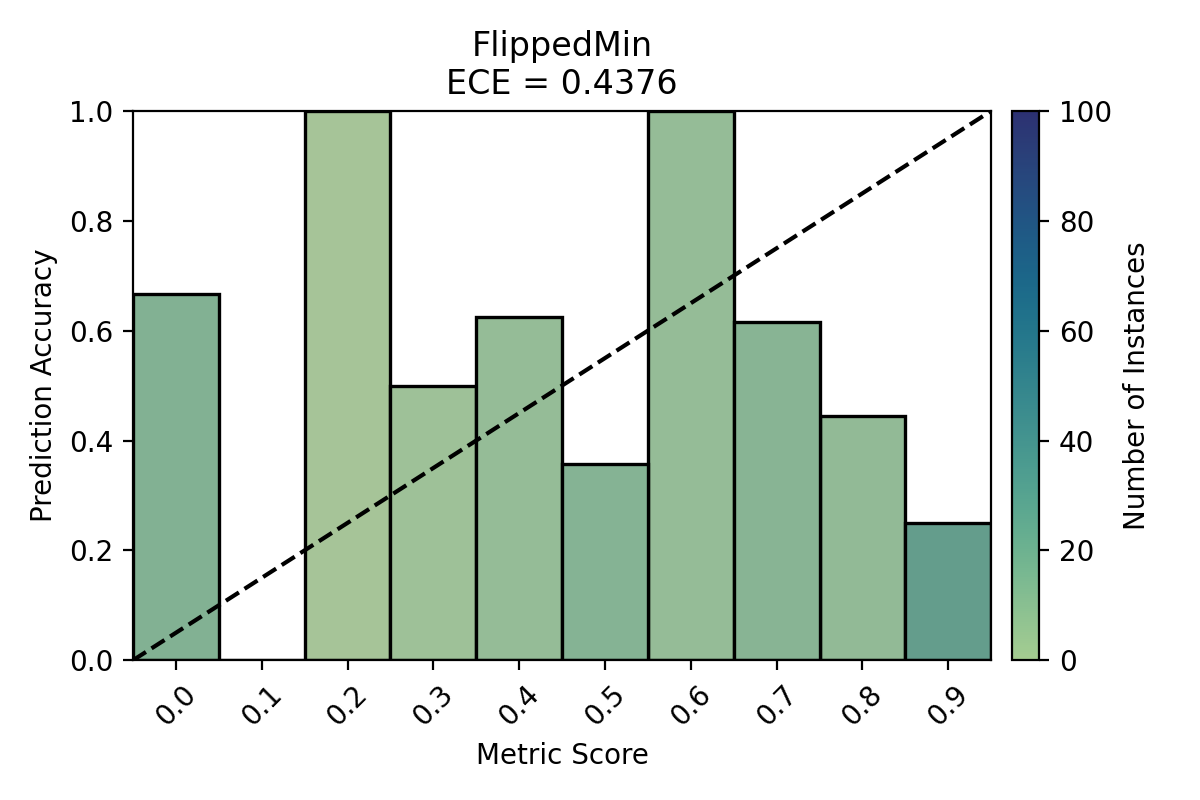 FlippedMin
ECE = 0.4376
Prediction Accuracy
1.0
0.8
0.6
0.4
0.2
0.0
0.0 0.1 0.2 0.3 0.4 0.5 0.6 0.7 0.8 0.9
Metric Score
100
80
60
40
20
0
Number of Instances